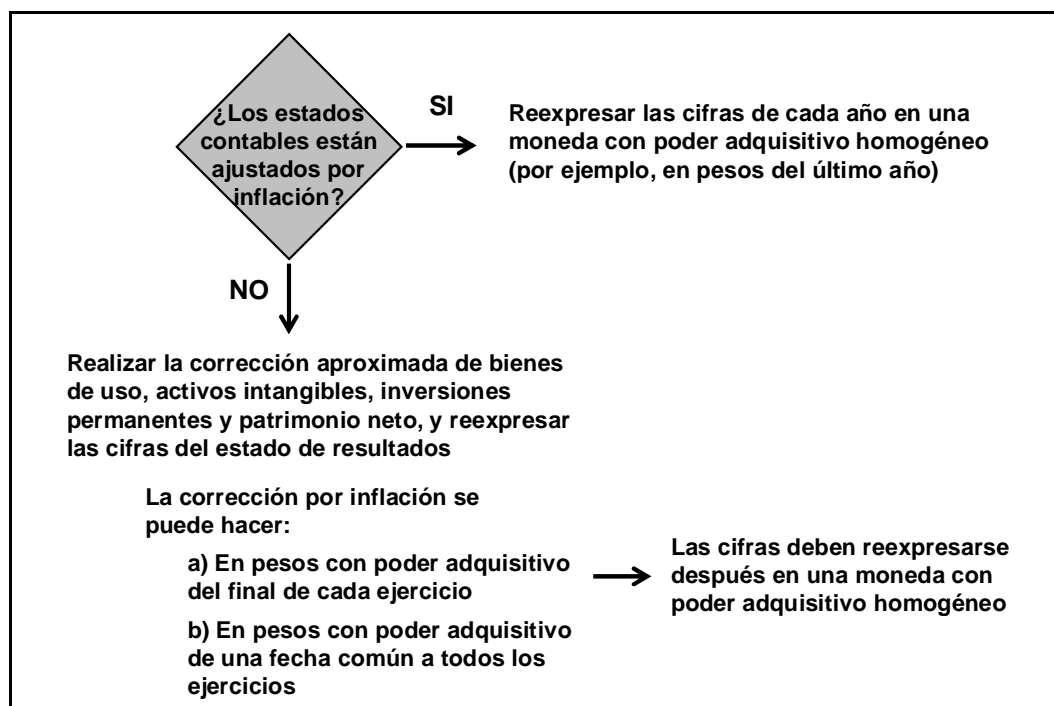 ¿Los estados
contables están
ajustados por
inflación?
SI
Reexpresar las cifras de cada año en una
moneda con poder adquisitivo homogéneo
(por ejemplo, en pesos del último año)
NO
Realizar la corrección aproximada de bienes
de uso, activos intangibles, inversiones
permanentes y patrimonio neto, y reexpresar
las cifras del estado de resultados
La corrección por inflación se
puede hacer:
a) En pesos con poder adquisitivo
del final de cada ejercicio
Las cifras deben reexpresarse
después en una moneda con
poder adquisitivo homogéneo
b) En pesos con poder adquisitivo
de una fecha común a todos los
ejercicios